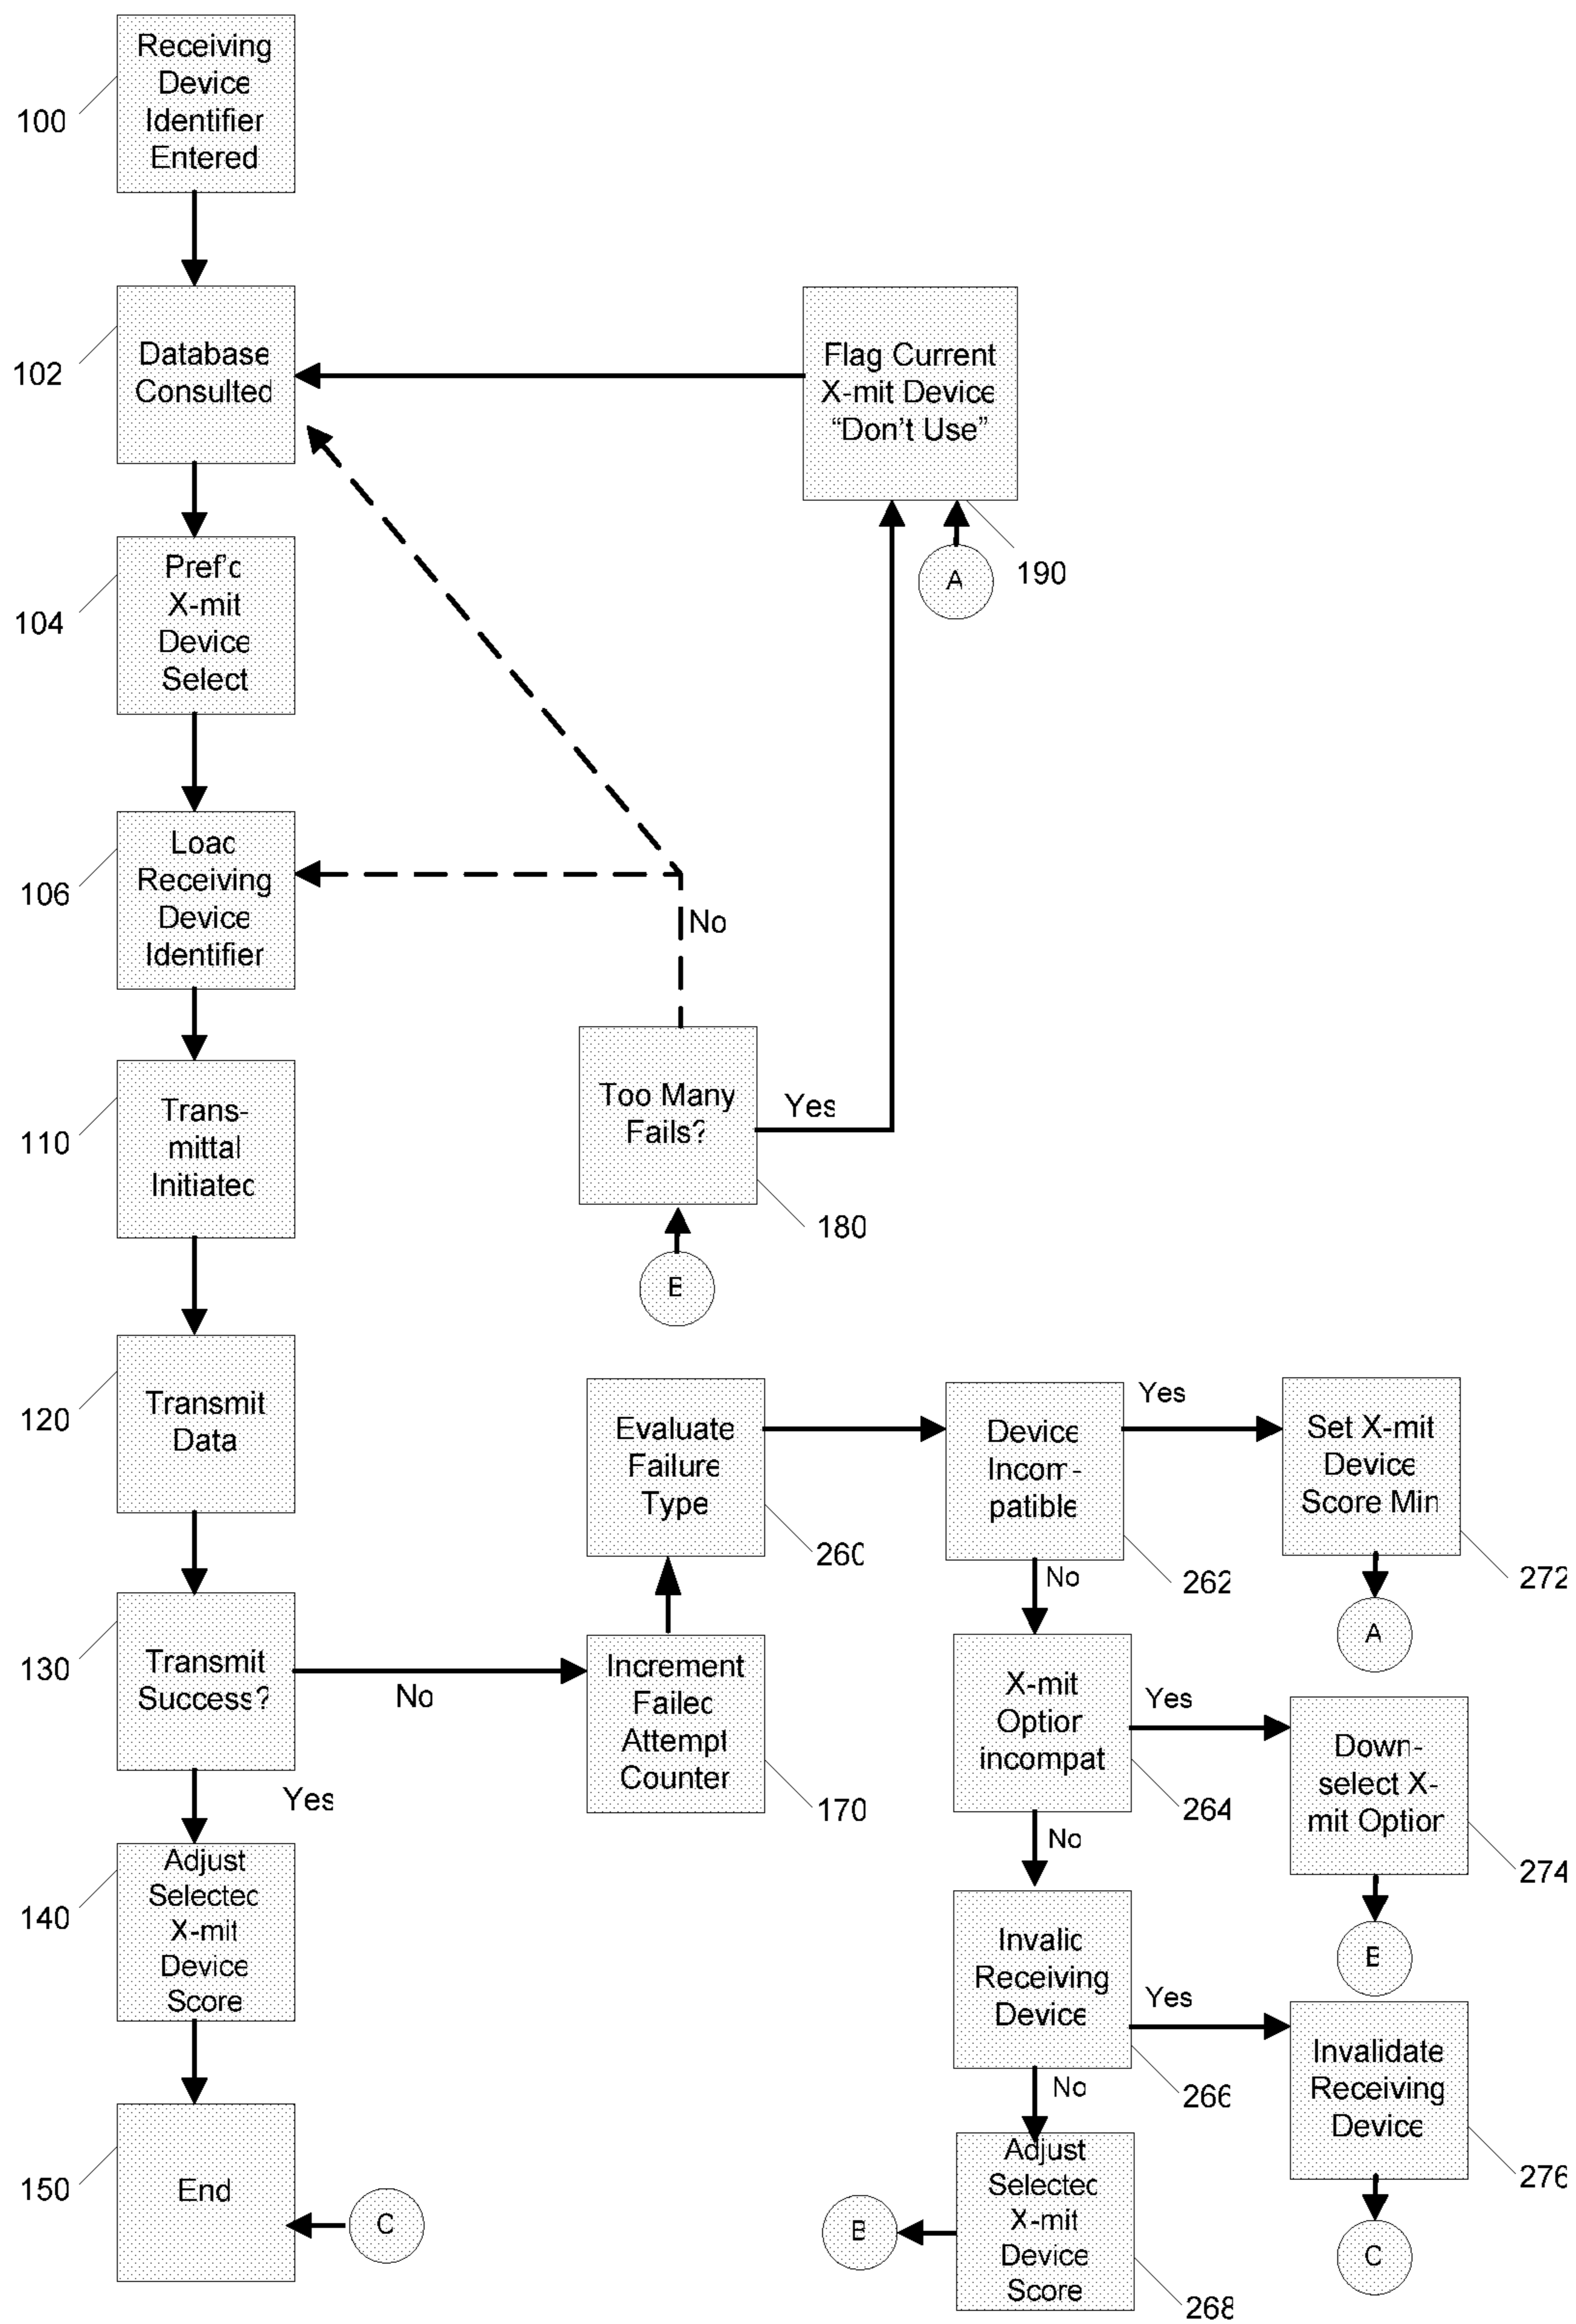 Receiving
Device
Identifier
Entered
100
Database
Consulted
102
Flag Current
X-mit Device
“Don't Use”
190
A
Pref'd
X-mit
Device
Select
104
Load
Receiving
Device
Identifier
106
No
Trans-
mittal
Initiated
110
Too Many
Fails?
Yes
180
B
Transmit
Data
120
Evaluate
Failure
Type
260
Device
Incom-
patible
Yes
262
No
Set X-mit
Device
Score Min
272
A
Transmit
Success?
130
No
Yes
Increment
Failed
Attempt
Counter
170
X-mit
Option
incompat
Yes
264
No
Down-
select X-
mit Option
274
B
Adjust
Selected
X-mit
Device
Score
140
Invalid
Receiving
Device
Yes
266
No
Invalidate
Receiving
Device
276
C
End
150
C
Adjust
Selected
X-mit
Device
Score
268
B